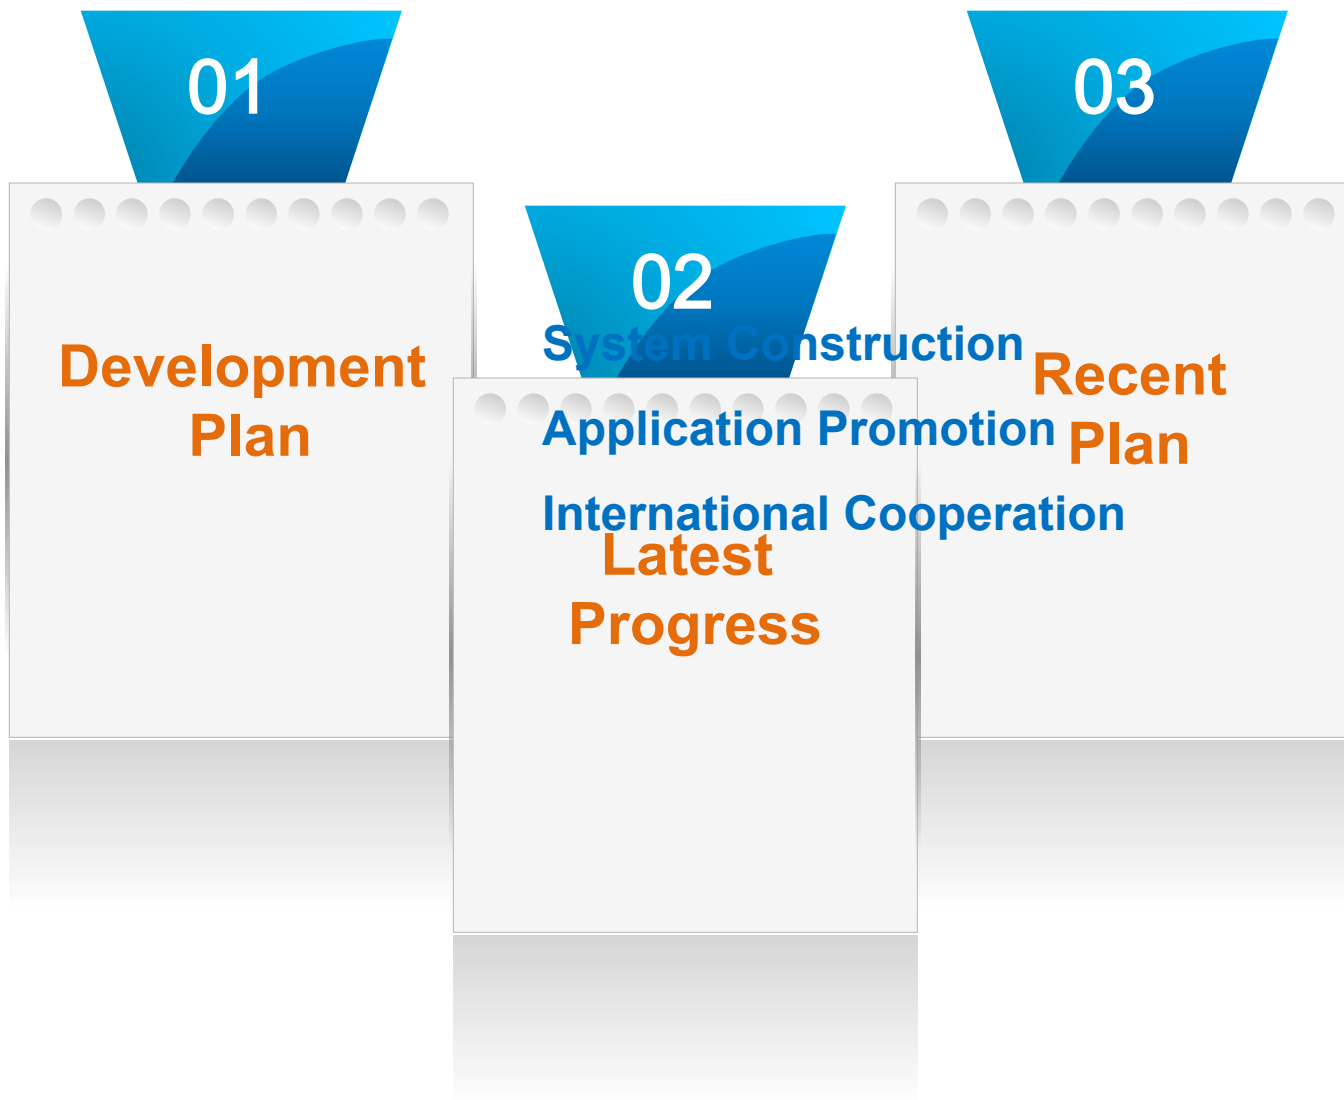 01
Development
Plan
02
System Construction
Application Promotion
International Cooperation
Latest
Progress
03
Recent
Plan